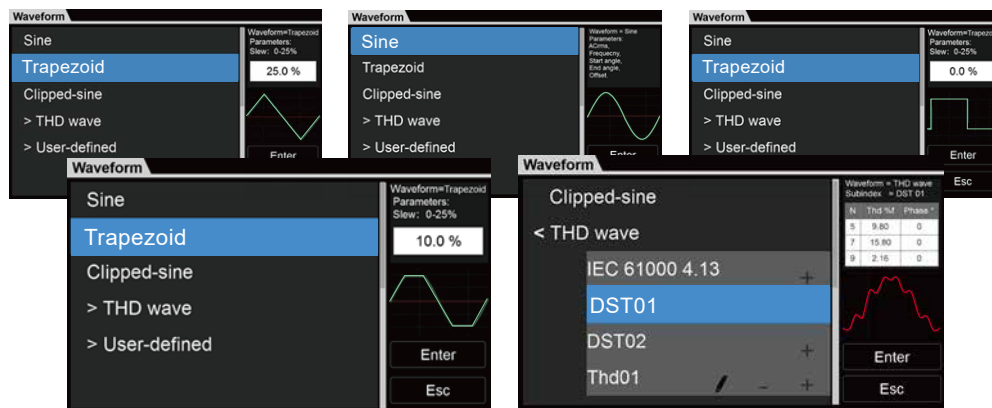 Waveform
Sine
Trapezoid
Clipped-sine
> THD wave
> User-defined
Waveform=Trapezoid
Parameters:
Slew: 0-25%
25.0 %
Enter
Waveform
Sine
Trapezoid
Clipped-sine
> THD wave
> User-defined
Waveform = Sine
Parameters:
ACrms,
Frequecny,
Start angle,
End angle,
Offset.
Enter
Waveform
Sine
Trapezoid
Clipped-sine
> THD wave
> User-defined
Waveform=Trapezo
Parameters:
Slew: 0-25%
0.0 %
Enter
Esc
Waveform
Sine
Trapezoid
Clipped-sine
> THD wave
> User-defined
Waveform=Trapezoid
Parameters:
Slew: 0-25%
10.0 %
Enter
Esc
Waveform
Clipped-sine
< THD wave
IEC 61000 4.13 +
DST01
DST02 +
Thd01 / - +
Waveform = THD wave
Subindex = DST 01
N Thd %f Phase °
5 9.80 0
7 15.80 0
9 2.16 0
Enter
Esc